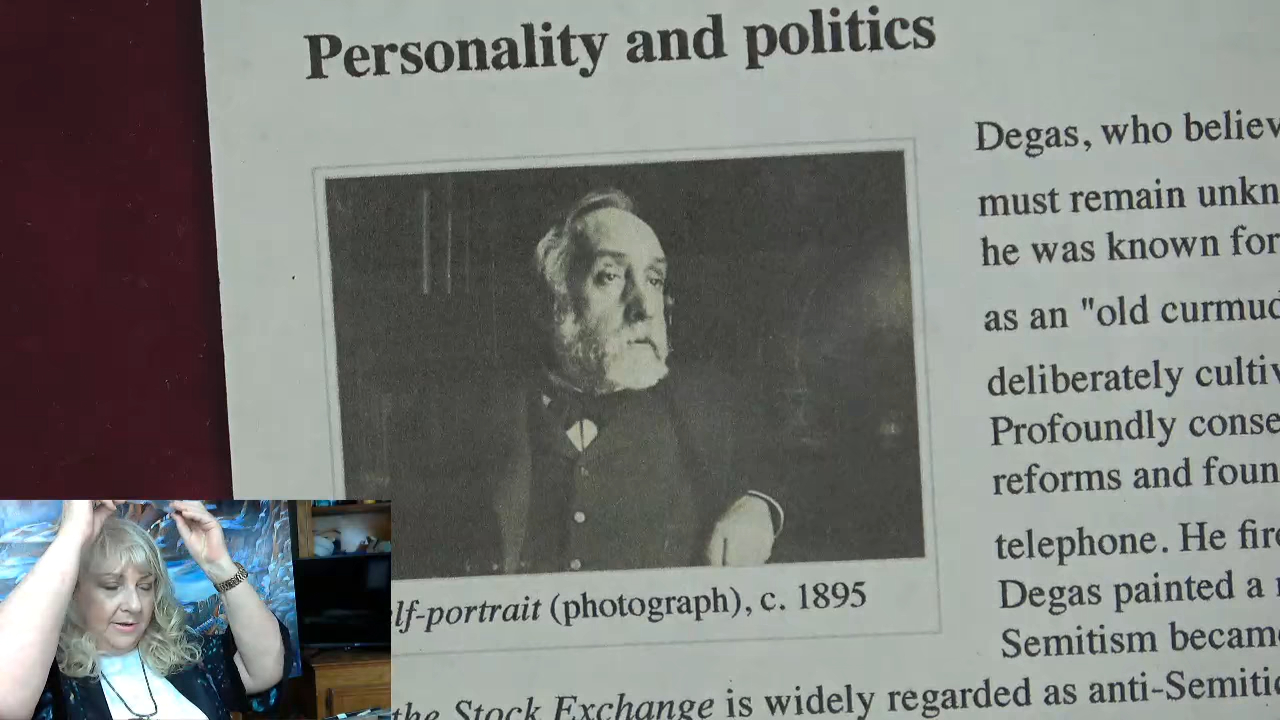 Personality and politics
Degas, who believ
must remain unkn
he was known for
as an "old curmud
deliberately cultiv
Profoundly conse
reforms and foun
telephone. He fire
Degas painted a
Semitism became
lf-portrait (photograph), c. 1895
the Stock Exchange is widely regarded as anti-Semitic